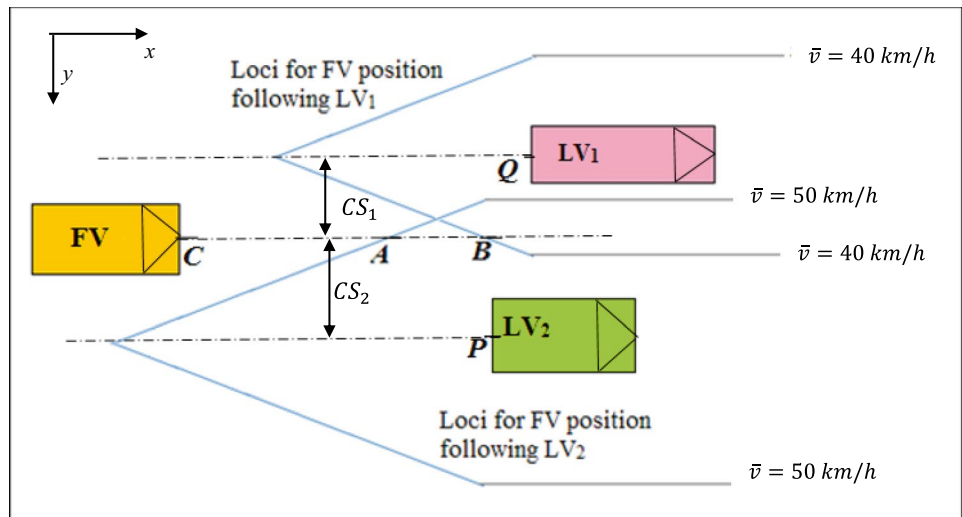 x
y
Loci for FV position
following LV₁
v̄ = 40 km/h
LV₁
Q
v̄ = 50 km/h
CS₁
FV
C
A
B
v̄ = 40 km/h
CS₂
LV₂
P
Loci for FV position
following LV₂
v̄ = 50 km/h